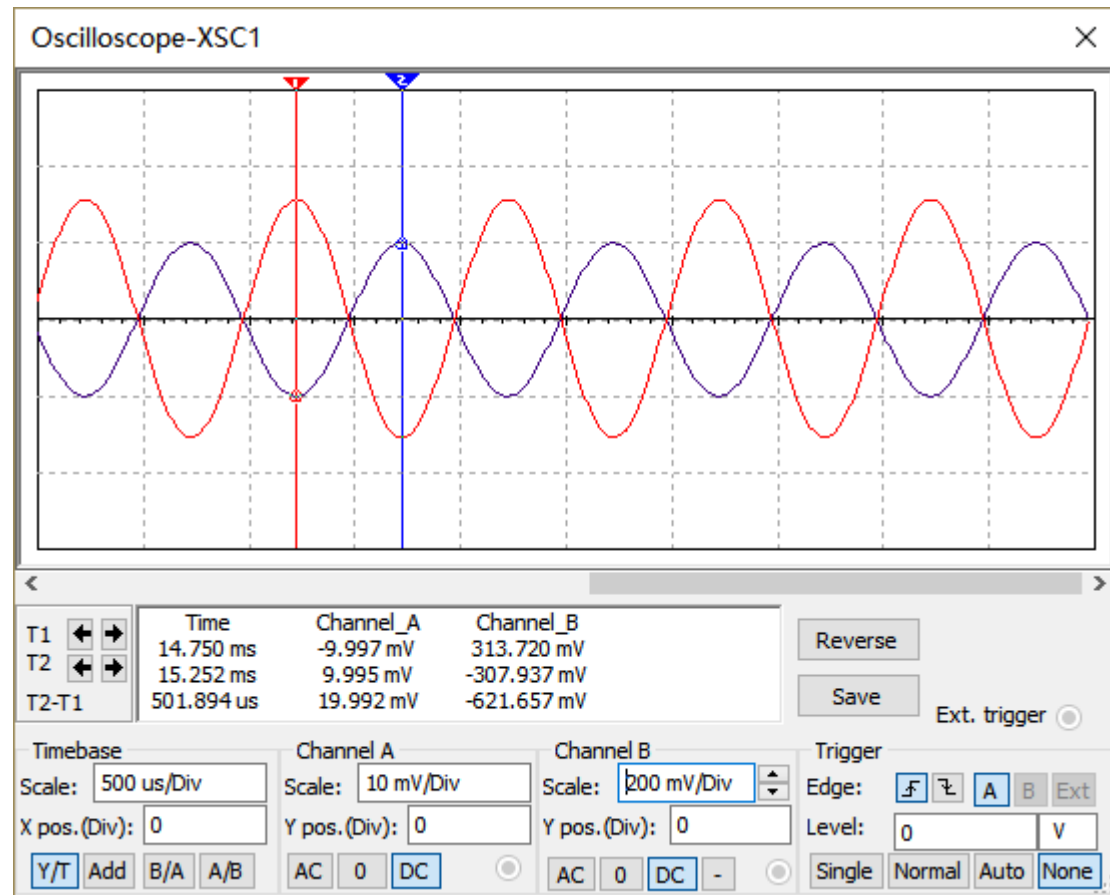 Oscilloscope-XSC1
1 2
Time Channel_A Channel_B
T1 14.750 ms -9.997 mV 313.720 mV
T2 15.252 ms 9.995 mV -307.937 mV
T2-T1 501.894 us 19.992 mV -621.657 mV
Reverse
Save
Ext. trigger
Timebase
Scale: 500 us/Div
X pos.(Div): 0
Y/T Add B/A A/B
Channel A
Scale: 10 mV/Div
Y pos.(Div): 0
AC 0 DC
Channel B
Scale: 200 mV/Div
Y pos.(Div): 0
AC 0 DC -
Trigger
Edge: A B Ext
Level: 0 V
Single Normal Auto None